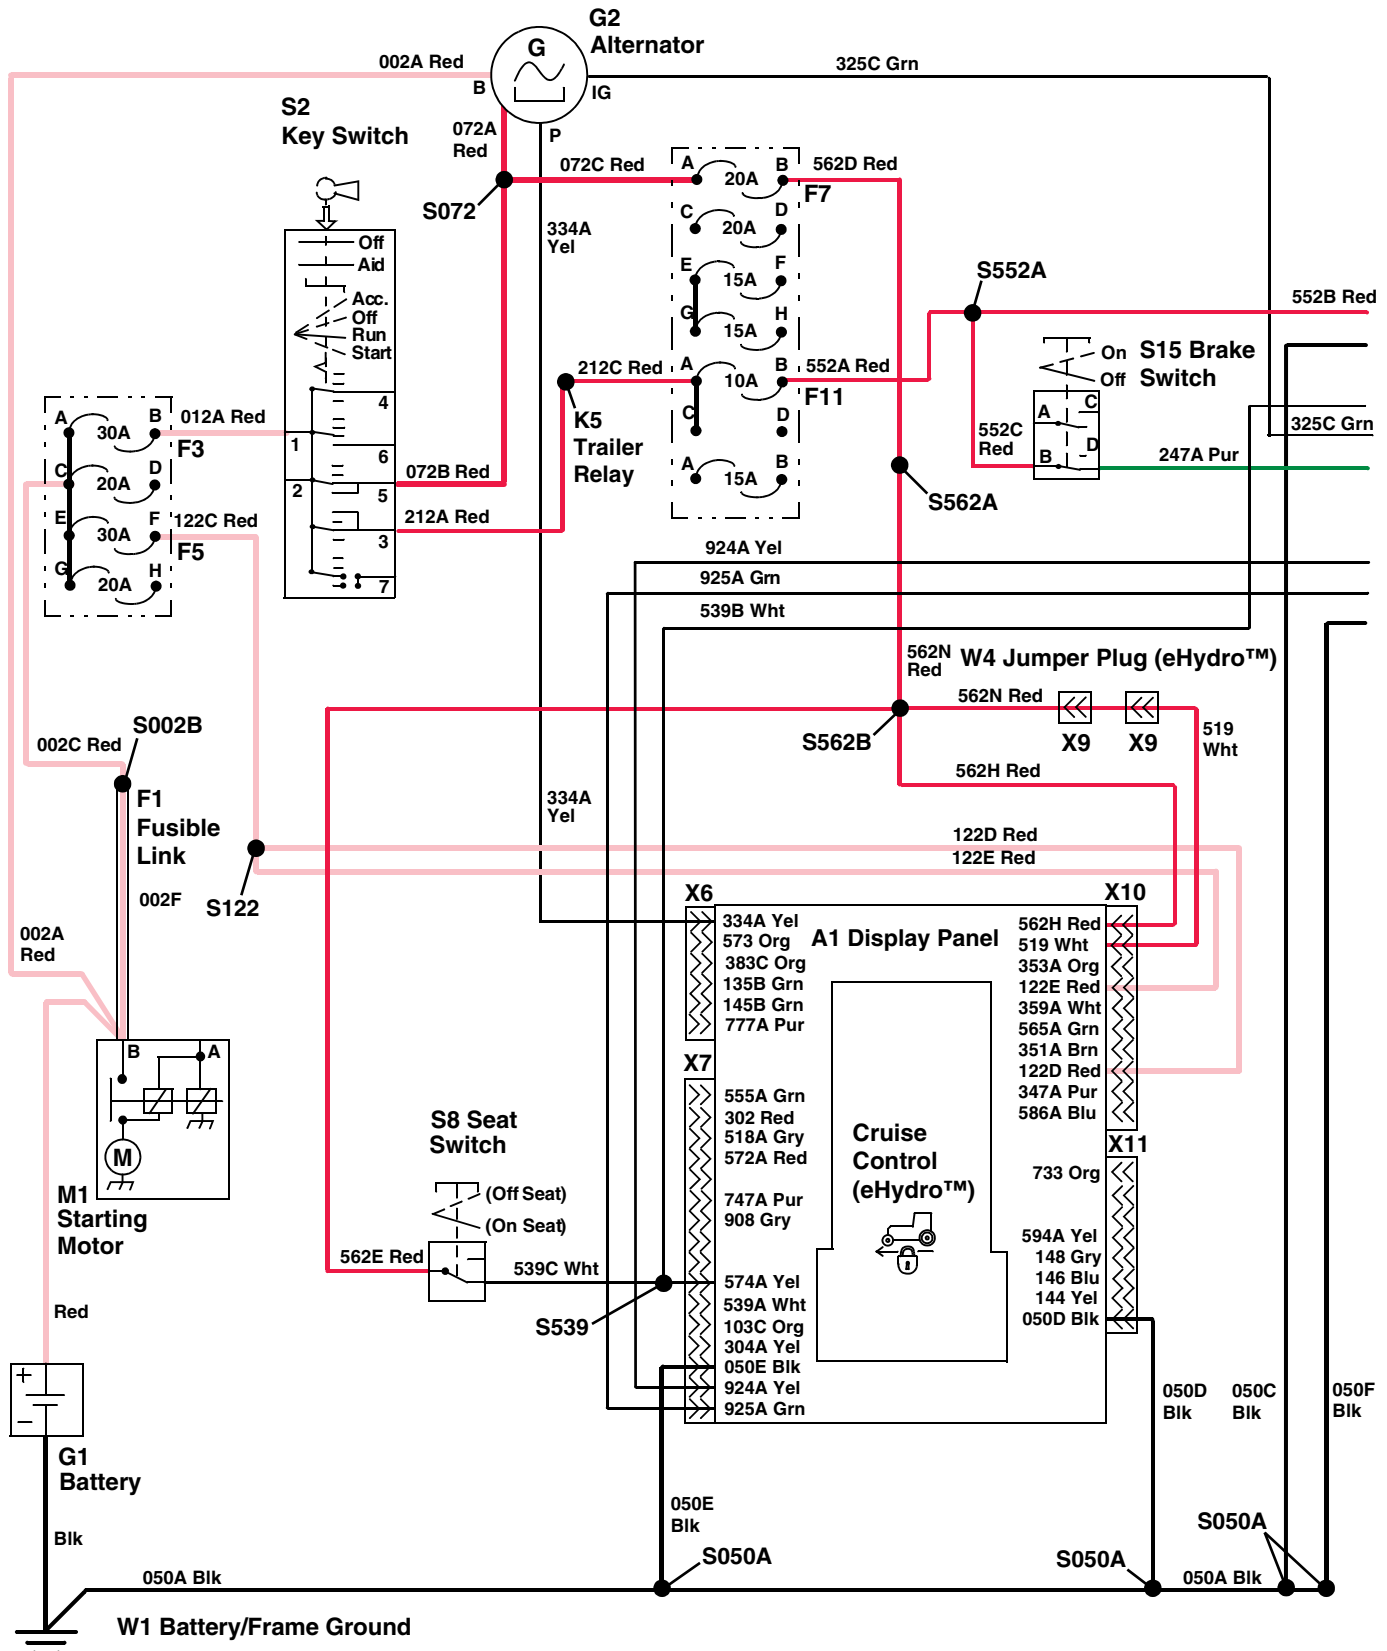 G2
Alternator
002A Red
G
325C Grn
B
IG
P
S2
Key Switch
072A
Red
072C Red
A
20A
B
562D Red
F7
S072
334A
Yel
C
20A
D
Off
Aid
Acc.
Off
Run
Start
E
15A
F
G
15A
H
S552A
552B Red
212C Red
A
10A
B
552A Red
F11
On
Off
S15 Brake
Switch
K5
Trailer
Relay
C
D
A
15A
B
552C
Red
A
C
B
D
325C Grn
247A Pur
A
30A
B
012A Red
F3
C
20A
D
E
30A
F
122C Red
F5
G
20A
H
1
2
4
6
5
3
7
072B Red
212A Red
S562A
924A Yel
925A Grn
539B Wht
562N
Red
W4 Jumper Plug (eHydro™)
562N Red
X9
X9
519
Wht
S562B
562H Red
S002B
002C Red
F1
Fusible
Link
002F
334A
Yel
122D Red
122E Red
S122
002A
Red
X6
334A Yel
573 Org
383C Org
135B Grn
145B Grn
777A Pur
A1 Display Panel
X10
562H Red
519 Wht
353A Org
122E Red
359A Wht
565A Grn
351A Brn
122D Red
347A Pur
586A Blu
B
A
M
M1
Starting
Motor
X7
555A Grn
302 Red
518A Gry
572A Red
747A Pur
908 Gry
574A Yel
539A Wht
103C Org
304A Yel
050E Blk
924A Yel
925A Grn
S8 Seat
Switch
(Off Seat)
(On Seat)
562E Red
539C Wht
S539
Cruise
Control
(eHydro™)
X11
733 Org
594A Yel
148 Gry
146 Blu
144 Yel
050D Blk
Red
+
−
G1
Battery
Blk
050D
Blk
050C
Blk
050F
Blk
050E
Blk
S050A
S050A
S050A
050A Blk
050A Blk
W1 Battery/Frame Ground